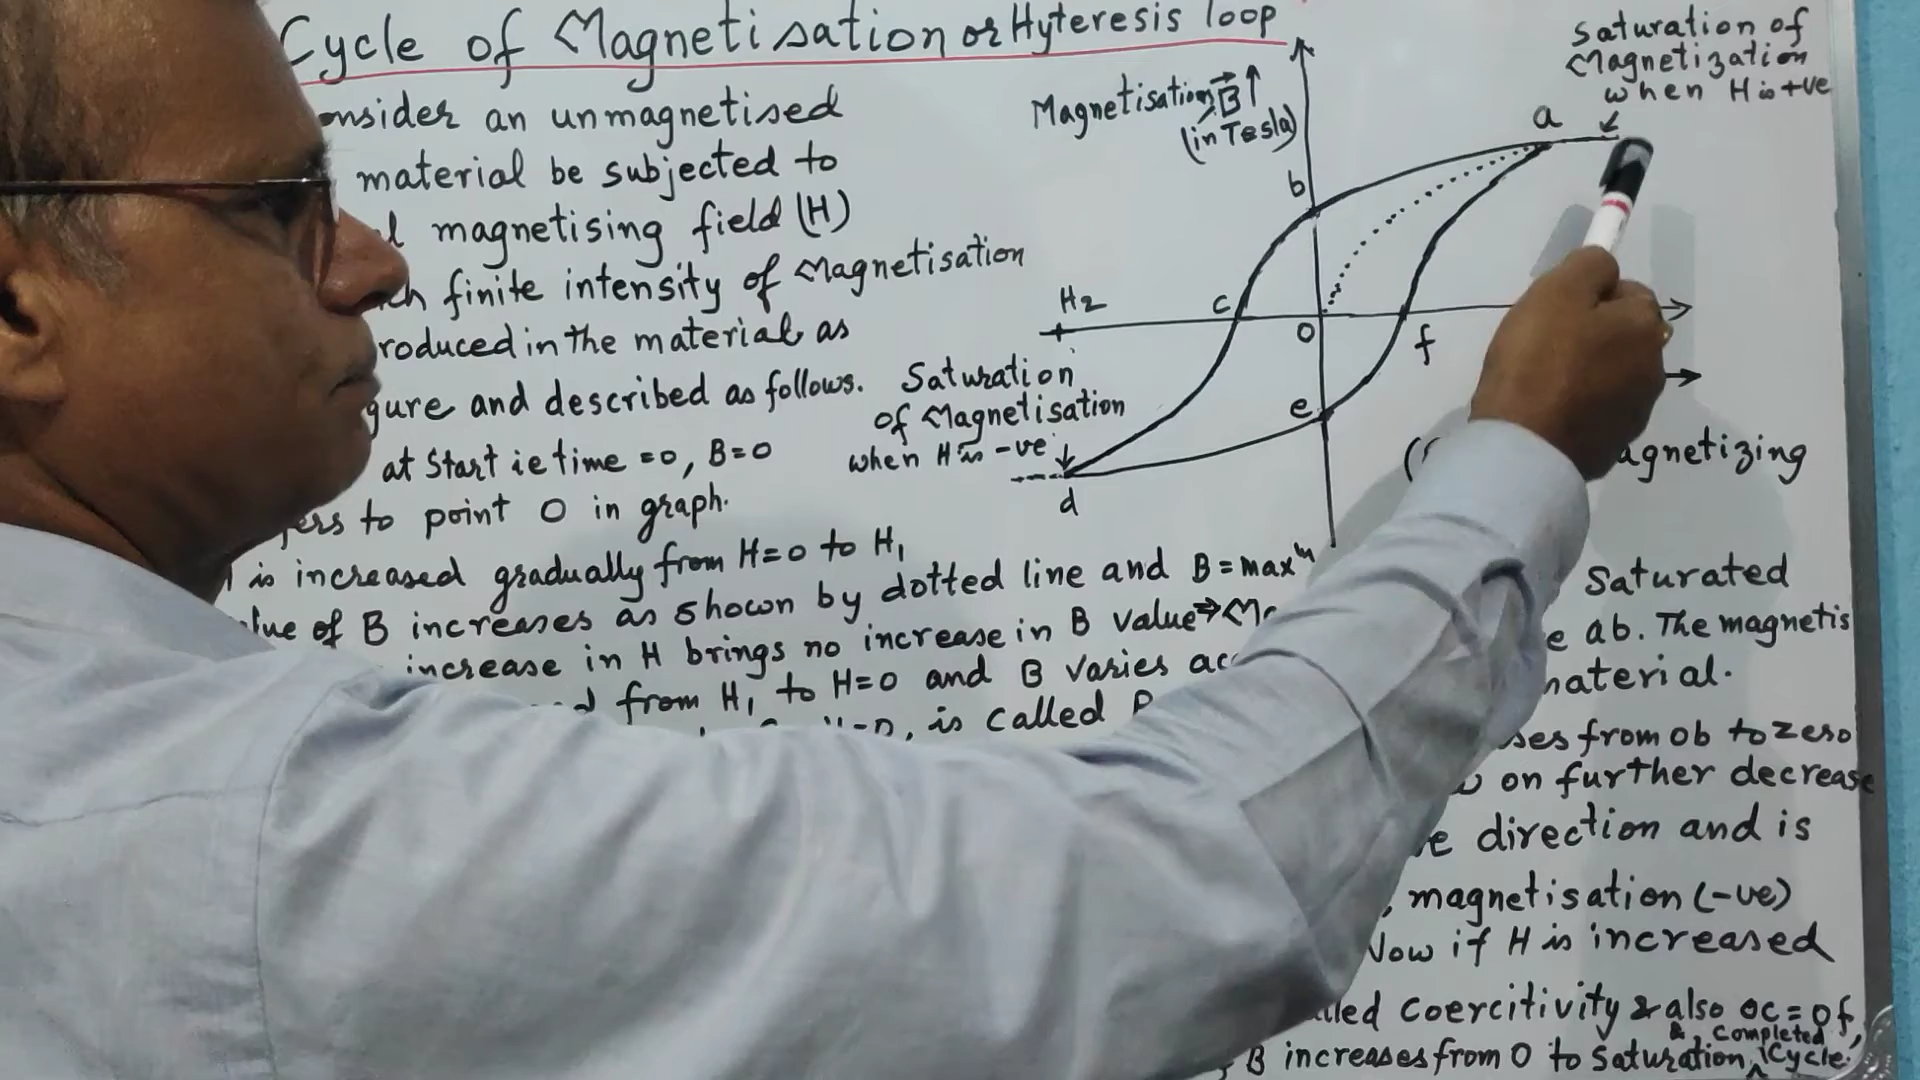 Cycle of Magnetisation or Hyteresis loop
onsider an unmagnetised
material be subjected to
magnetising field (H)
finite intensity of Magnetisation
roduced in the material as
gure and described as follows.
at Start ie time =0, B=0
to point O in graph.
is increased gradually from H=0 to H1
lue of B increases as shown by dotted line and B=max^m
increase in H brings no increase in B value⇒
from H1 to H=0 and B varies
is called
Magnetisation B ↑
(in Tesla)
Saturation of
Magnetization
when H is +ve
a
b
c
H2
O
f
e
d
Saturation
of Magnetisation
when H is -ve
agnetizing
Saturated
e ab. The magnetis
material.
ses from ob to zero
on further decrease
direction and is
, magnetisation (-ve)
Now if H is increased
lled Coercitivity & also oc=of,
& Completed
B increases from O to Saturation Cycle.